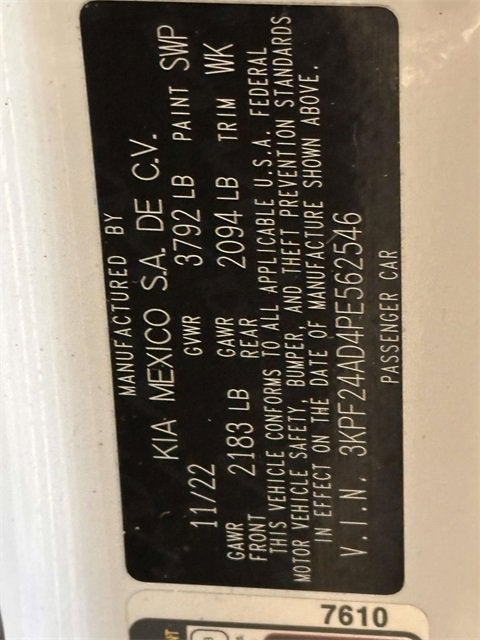 MANUFACTURED BY
KIA MEXICO S.A. DE C.V.
11/22 GVWR 3792 LB PAINT SWP
GAWR FRONT 2183 LB GAWR REAR 2094 LB TRIM WK
THIS VEHICLE CONFORMS TO ALL APPLICABLE U.S.A. FEDERAL
MOTOR VEHICLE SAFETY, BUMPER, AND THEFT PREVENTION STANDARDS
IN EFFECT ON THE DATE OF MANUFACTURE SHOWN ABOVE.
V.I.N. 3KPF24AD4PE562546
PASSENGER CAR
7610